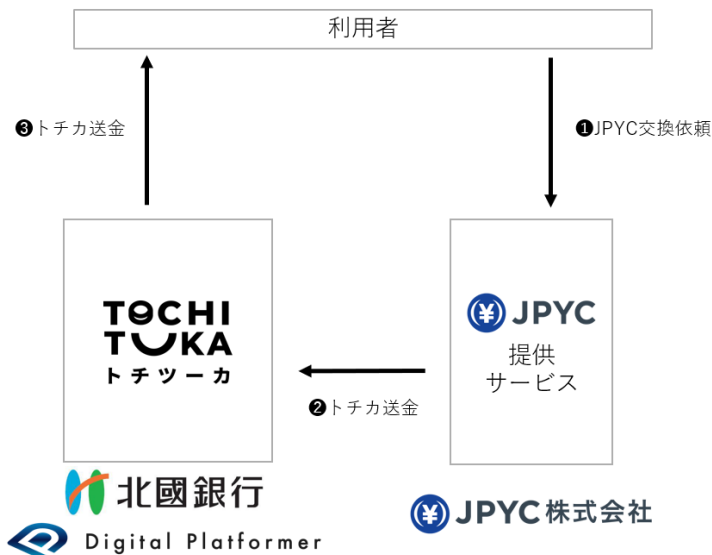 利用者
❸トチカ送金
❶JPYC交換依頼
TOCHI
TUKA
トチツーカ
JPYC
提供
サービス
❷トチカ送金
北國銀行
Digital Platformer
JPYC株式会社